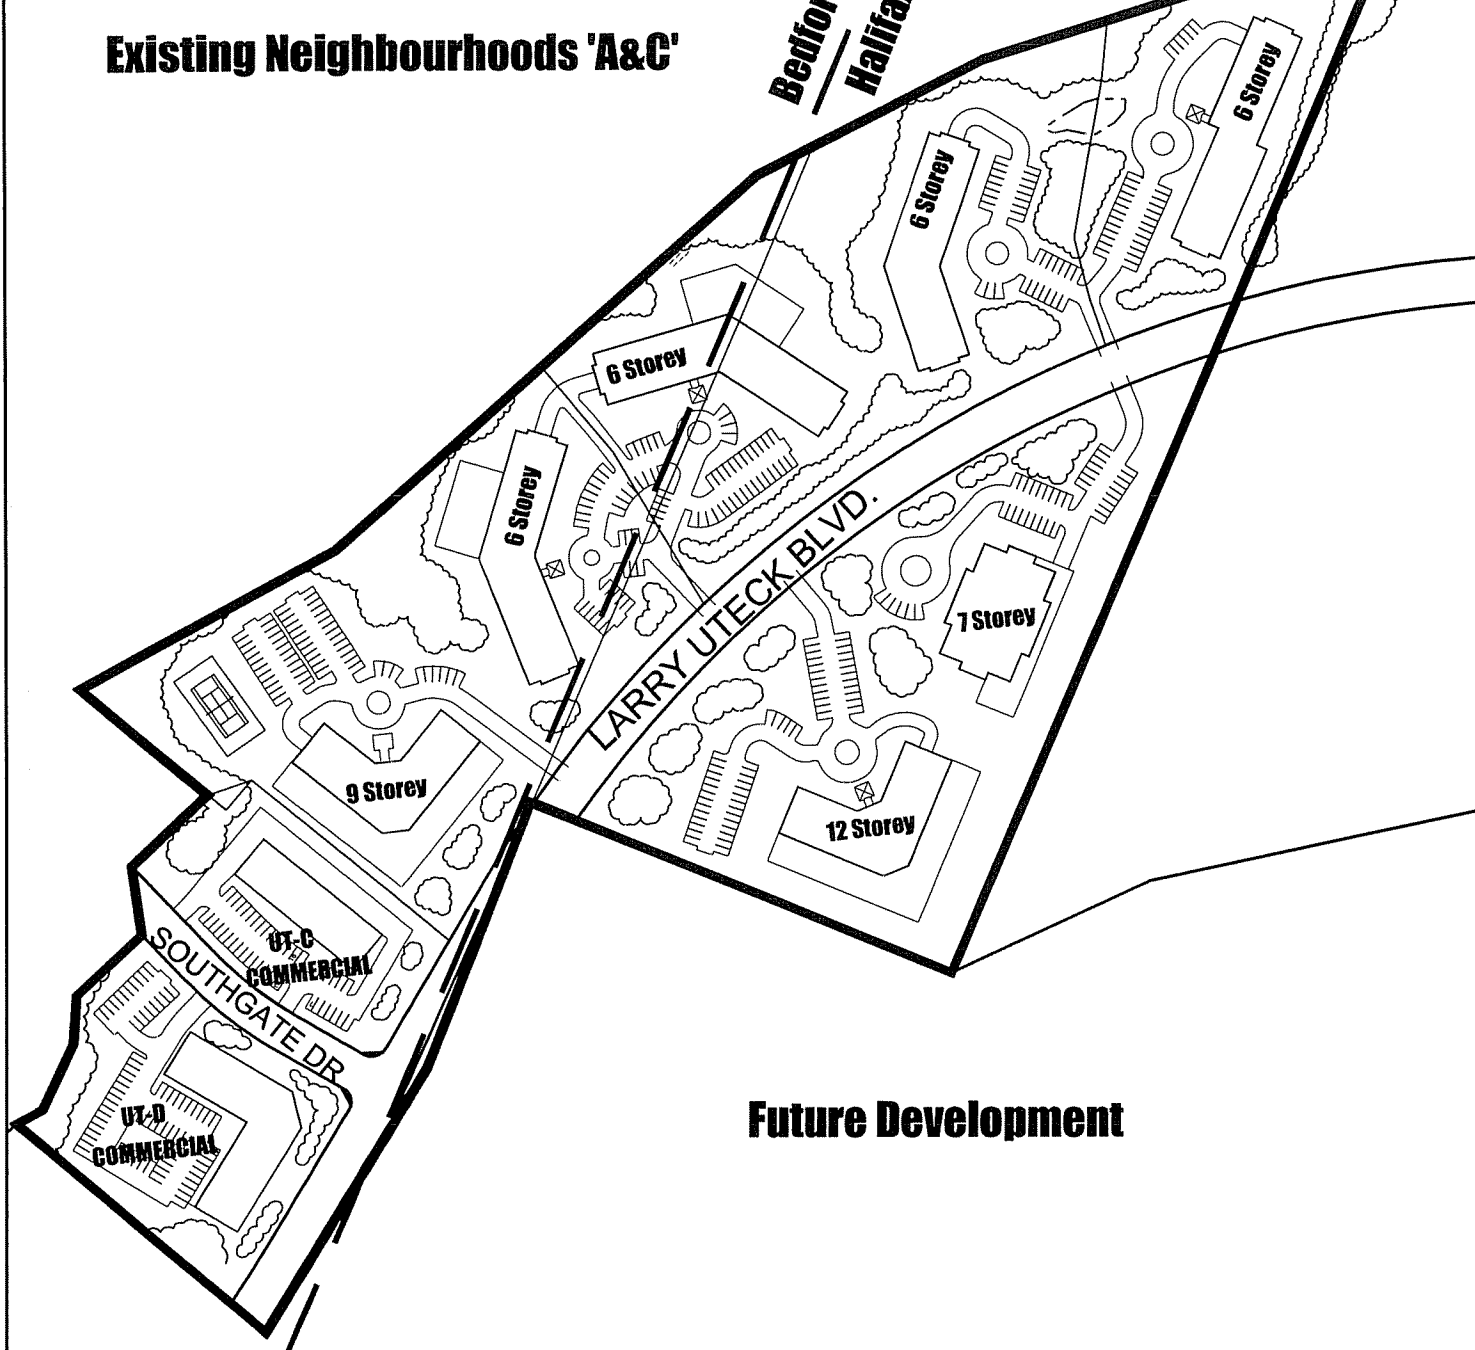 Existing Neighbourhoods 'A&C'
6 Storey
6 Storey
6 Storey
6 Storey
LARRY UTECK BLVD.
7 Storey
9 Storey
12 Storey
UT-C
COMMERCIAL
SOUTHGATE DR
UT-D
COMMERCIAL
Future Development